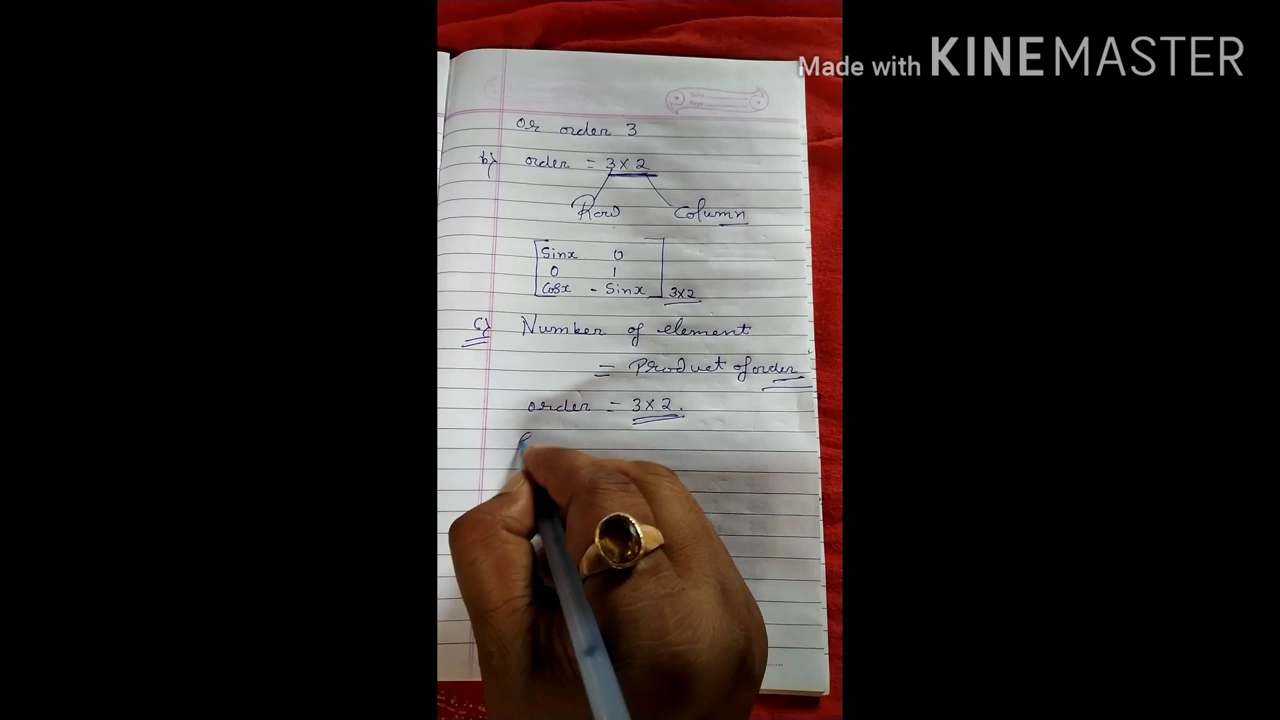 Made with KINEMASTER
or order 3
b) order = 3 × 2
Row Column
Sinx 0
0 1
Cosx - Sinx 3×2
C) Number of element
= Product of order
order = 3 × 2.